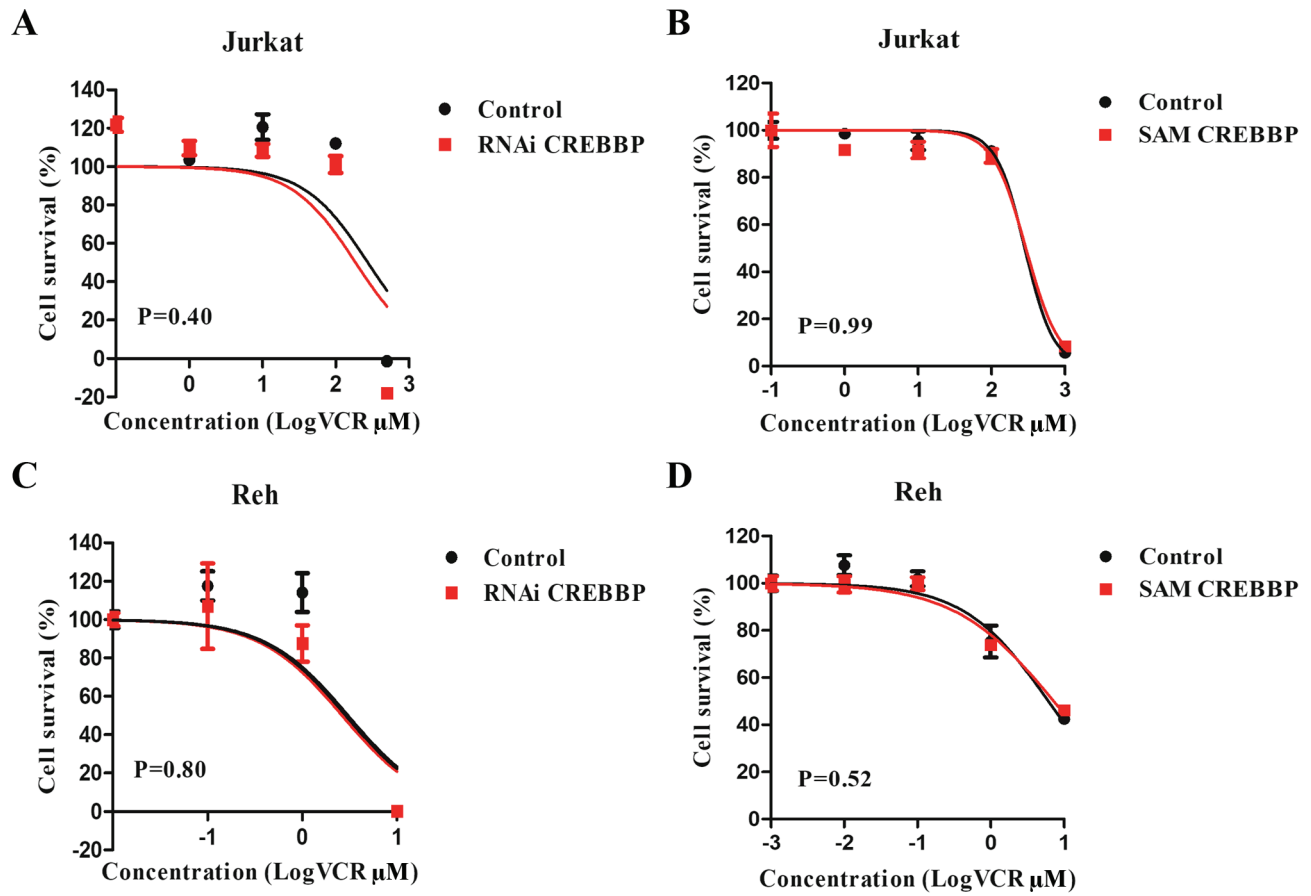 A
Jurkat
Control
RNAi CREBBP
Cell survival (%)
140
120
100
80
60
40
20
0
-20
0 1 2 3
P=0.40
Concentration (LogVCR μM)
B
Jurkat
Control
SAM CREBBP
Cell survival (%)
120
100
80
60
40
20
0
-1 0 1 2 3
P=0.99
Concentration (LogVCR μM)
C
Reh
Control
RNAi CREBBP
Cell survival (%)
140
120
100
80
60
40
20
0
-20
-1 0 1
P=0.80
Concentration (LogVCR μM)
D
Reh
Control
SAM CREBBP
Cell survival (%)
120
100
80
60
40
20
0
-3 -2 -1 0 1
P=0.52
Concentration (LogVCR μM)